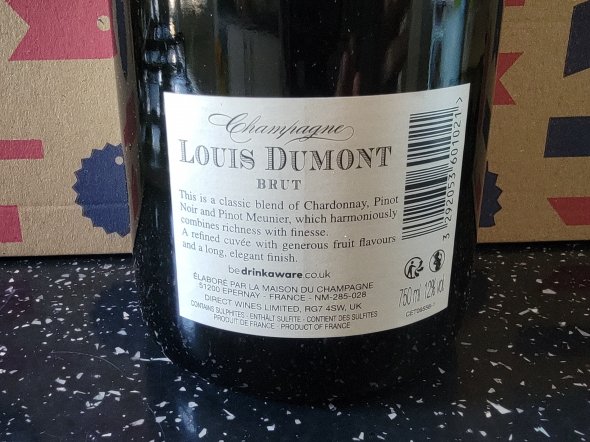 Champagne
LOUIS DUMONT
BRUT
This is a classic blend of Chardonnay, Pinot
Noir and Pinot Meunier, which harmoniously
combines richness with finesse.
A refined cuvée with generous fruit flavours
and a long, elegant finish.
bedrinkaware.co.uk
ÉLABORÉ PAR LA MAISON DU CHAMPAGNE
51200 EPERNAY - FRANCE - NM-285-028
DIRECT WINES LIMITED, RG7 4SW, UK
CONTAINS SULPHITES - ENTHÄLT SULFITE - CONTIENT DES SULFITES
PRODUIT DE FRANCE - PRODUCT OF FRANCE
3 292053 601021 >
750 ml 12% vol